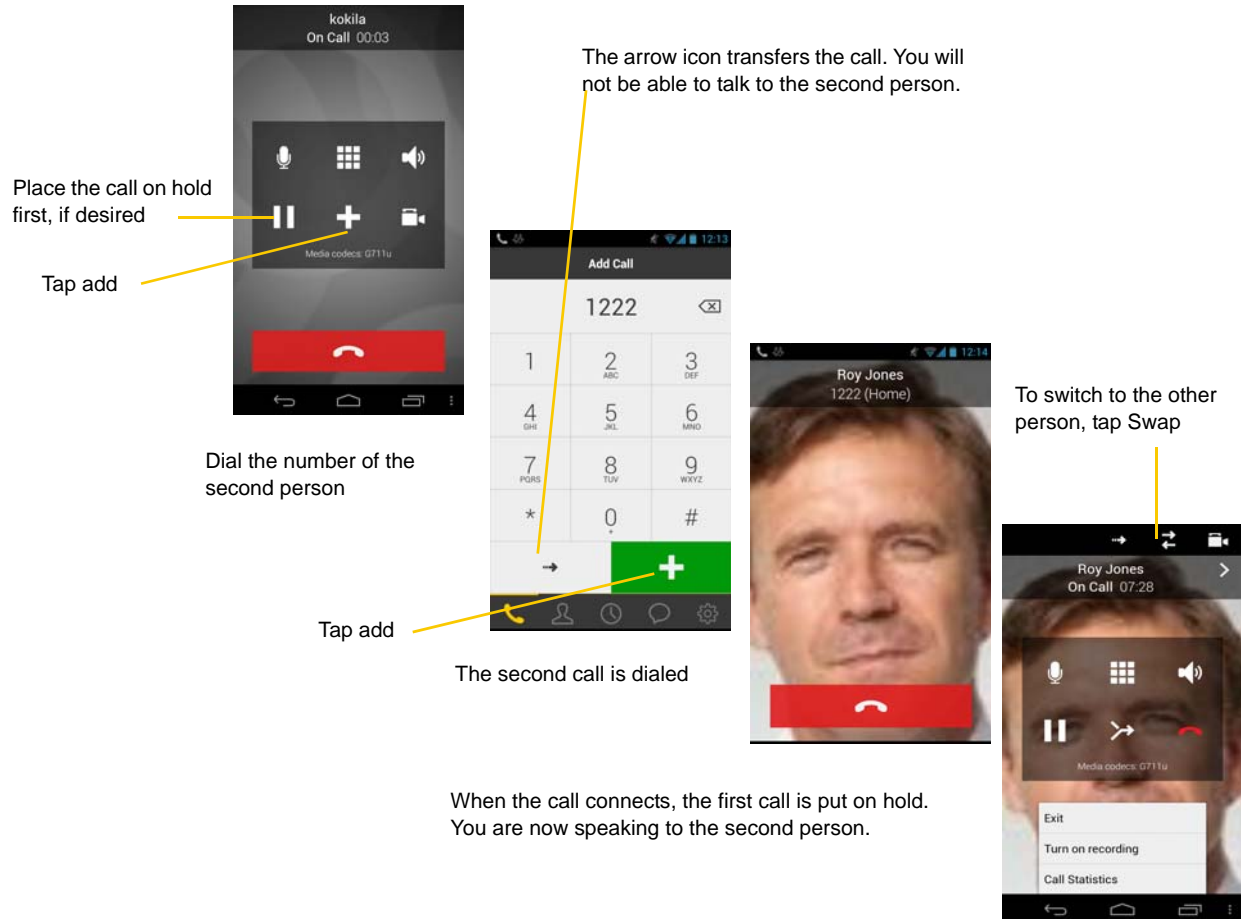 kokila
On Call 00:03
Media codecs: G711u
Place the call on hold
first, if desired
Tap add
The arrow icon transfers the call. You will
not be able to talk to the second person.
Dial the number of the
second person
12:13
Add Call
1222
1
2
ABC
3
DEF
4
GHI
5
JKL
6
MNO
7
PQRS
8
TUV
9
WXYZ
*
0
#
Tap add
The second call is dialed
12:14
Roy Jones
1222 (Home)
When the call connects, the first call is put on hold.
You are now speaking to the second person.
To switch to the other
person, tap Swap
Roy Jones
On Call 07:28
Media codecs: G711u
Exit
Turn on recording
Call Statistics